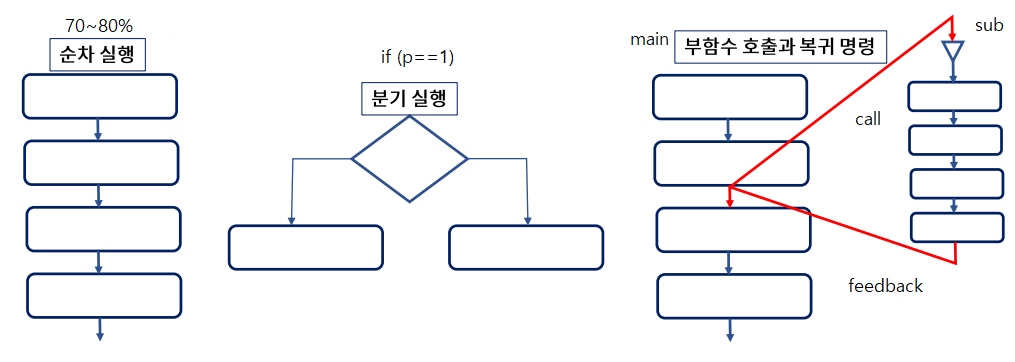 70~80%
순차 실행
if (p==1)
분기 실행
main
부함수 호출과 복귀 명령
sub
call
feedback